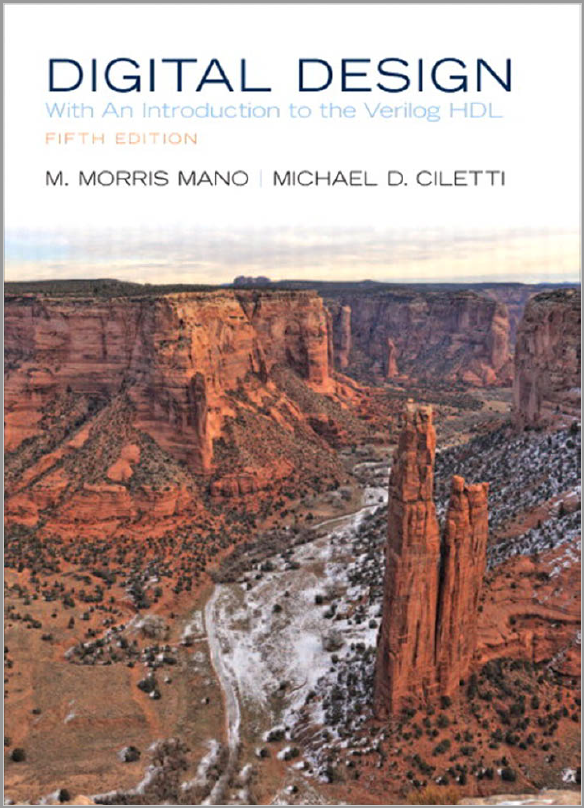 DIGITAL DESIGN
With An Introduction to the Verilog HDL
FIFTH EDITION
M. MORRIS MANO | MICHAEL D. CILETTI